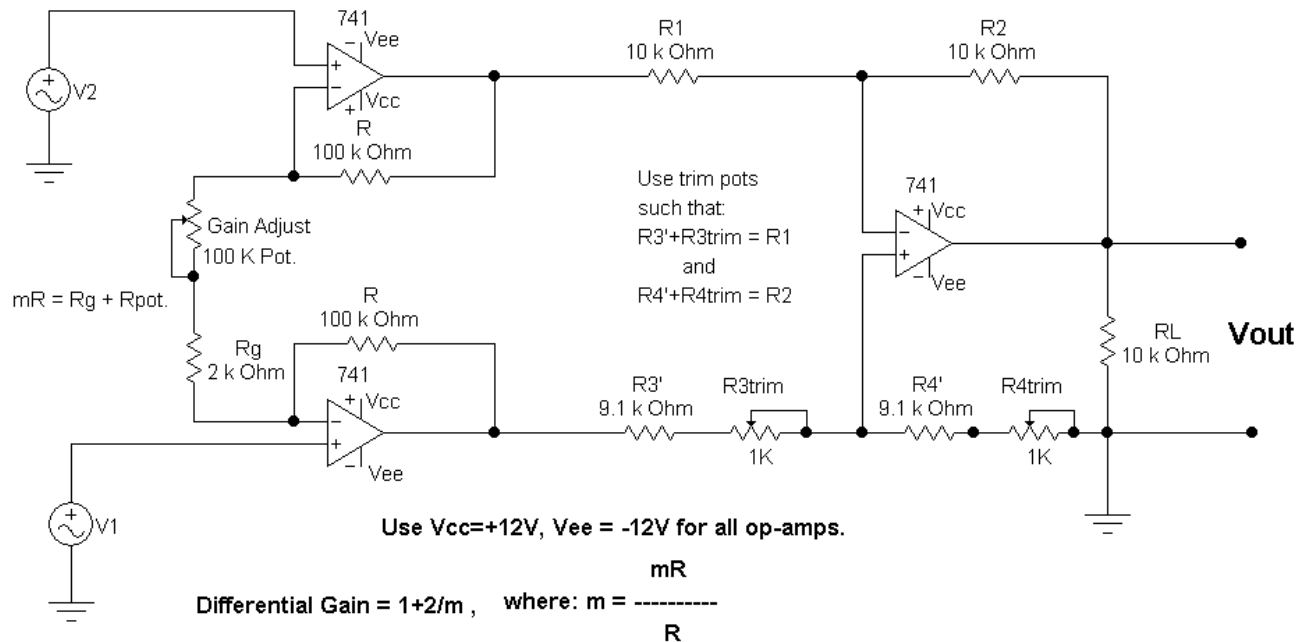 741
Vee
V2
Vcc
R
100 k Ohm
R1
10 k Ohm
R2
10 k Ohm
Gain Adjust
100 K Pot.
mR = Rg + Rpot.
Use trim pots
such that:
R3'+R3trim = R1
and
R4'+R4trim = R2
741
Vcc
Vee
R
100 k Ohm
Rg
2 k Ohm
741
Vcc
Vee
RL
10 k Ohm
Vout
R3'
9.1 k Ohm
R3trim
1K
R4'
9.1 k Ohm
R4trim
1K
V1
Use Vcc=+12V, Vee = -12V for all op-amps.
mR
Differential Gain = 1+2/m , where: m = ----------
R